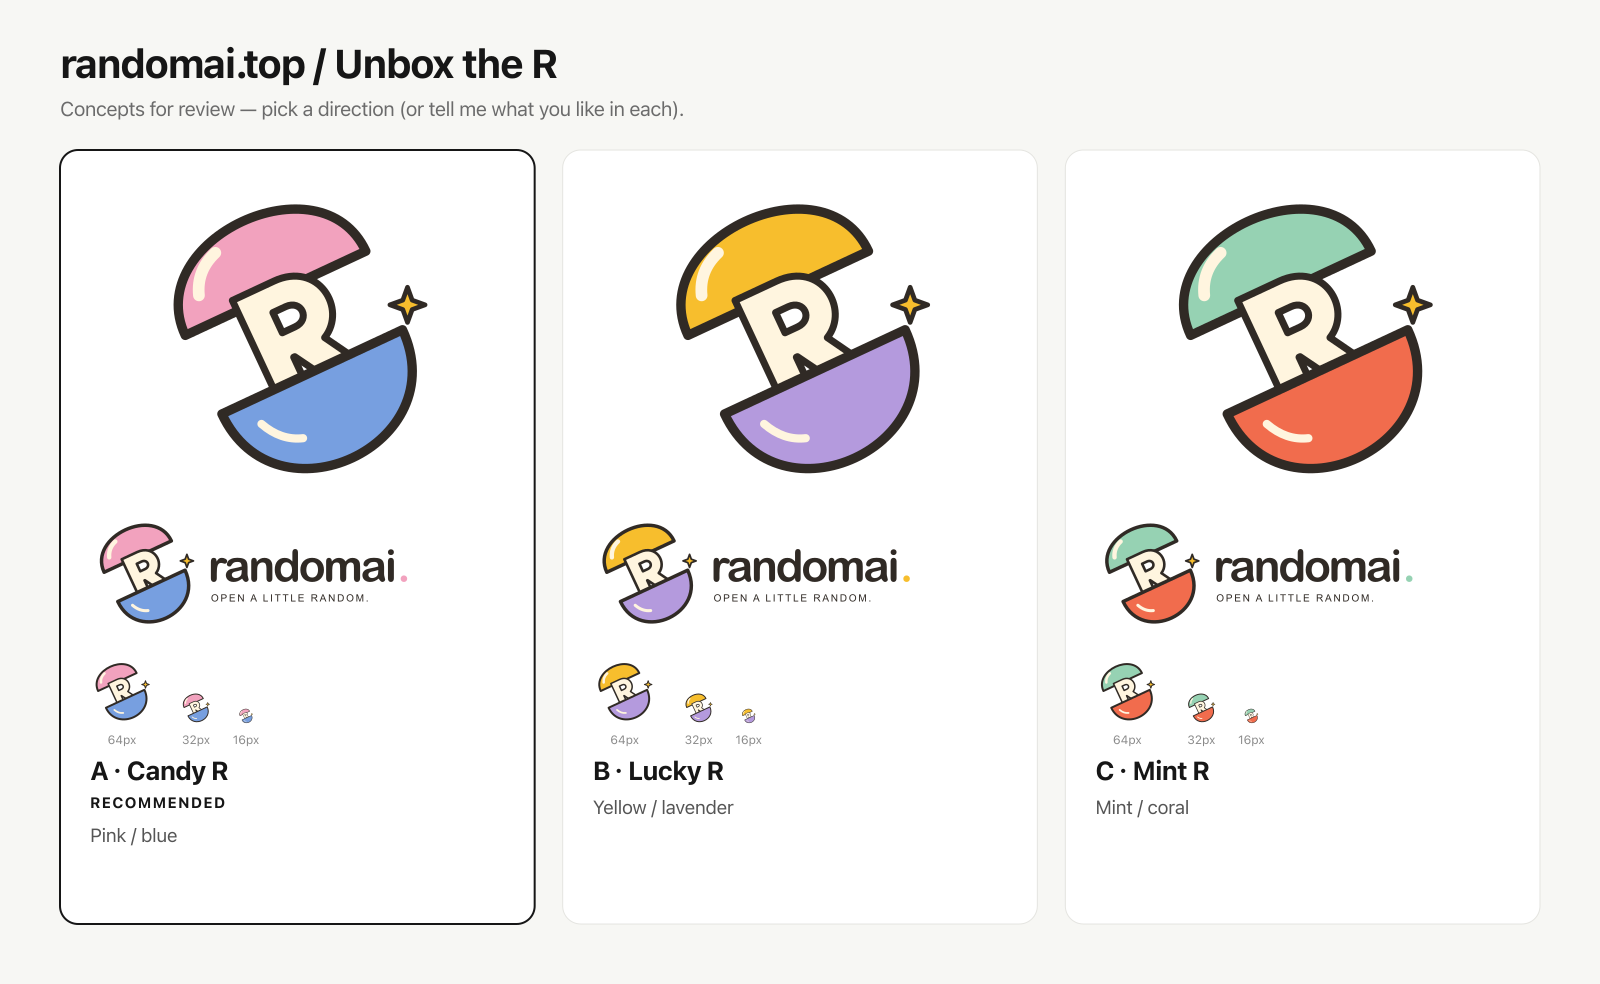 randomai.top / Unbox the R
Concepts for review — pick a direction (or tell me what you like in each).
R
randomai.
OPEN A LITTLE RANDOM.
R
R
R
R
64px
32px
16px
A · Candy R
RECOMMENDED
Pink / blue
R
randomai.
OPEN A LITTLE RANDOM.
R
R
R
R
64px
32px
16px
B · Lucky R
Yellow / lavender
R
randomai.
OPEN A LITTLE RANDOM.
R
R
R
R
64px
32px
16px
C · Mint R
Mint / coral